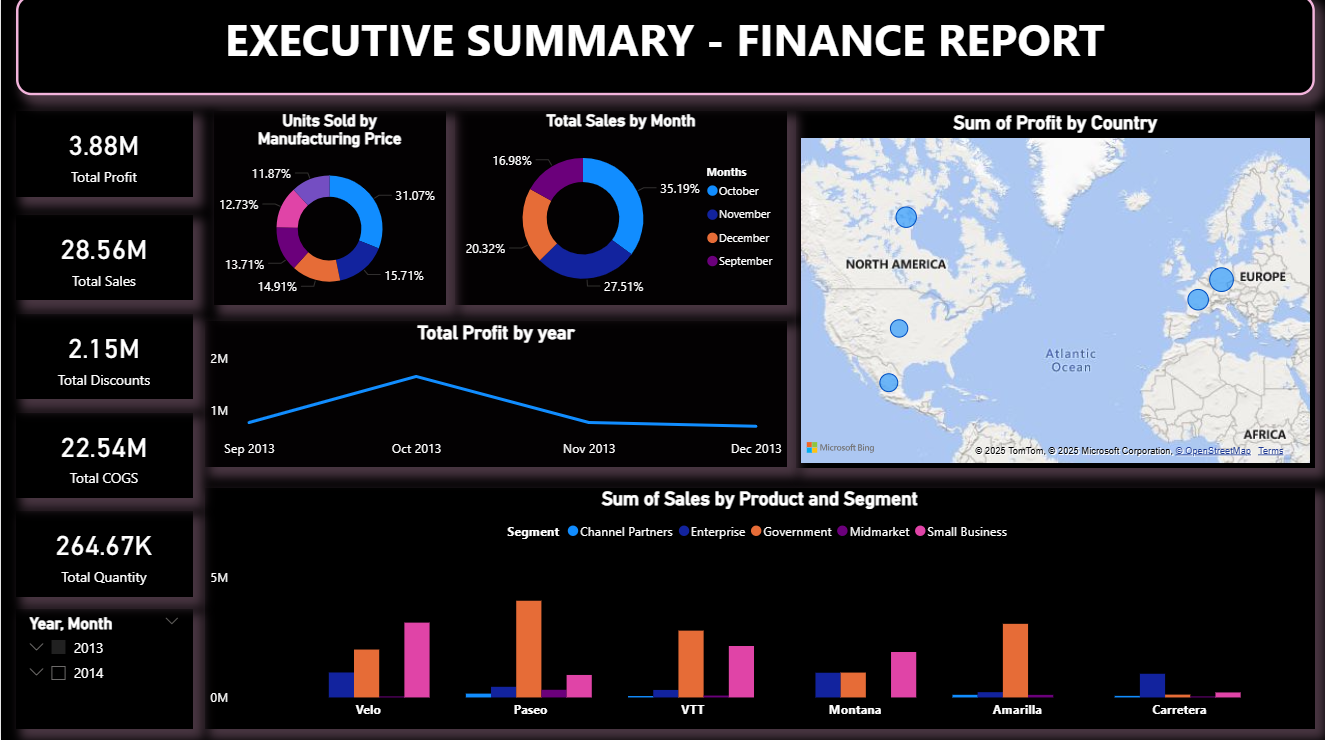 EXECUTIVE SUMMARY - FINANCE REPORT
3.88M
Total Profit
28.56M
Total Sales
2.15M
Total Discounts
22.54M
Total COGS
264.67K
Total Quantity
Year, Month
2013
2014
Units Sold by
Manufacturing Price
11.87%
31.07%
12.73%
13.71%
15.71%
14.91%
Total Sales by Month
16.98%
35.19%
20.32%
27.51%
Months
October
November
December
September
Sum of Profit by Country
NORTH AMERICA
EUROPE
Atlantic
Ocean
AFRICA
Microsoft Bing
© 2025 TomTom, © 2025 Microsoft Corporation, © OpenStreetMap Terms
Total Profit by year
2M
1M
Sep 2013
Oct 2013
Nov 2013
Dec 2013
Sum of Sales by Product and Segment
Segment Channel Partners Enterprise Government Midmarket Small Business
5M
0M
Velo
Paseo
VTT
Montana
Amarilla
Carretera